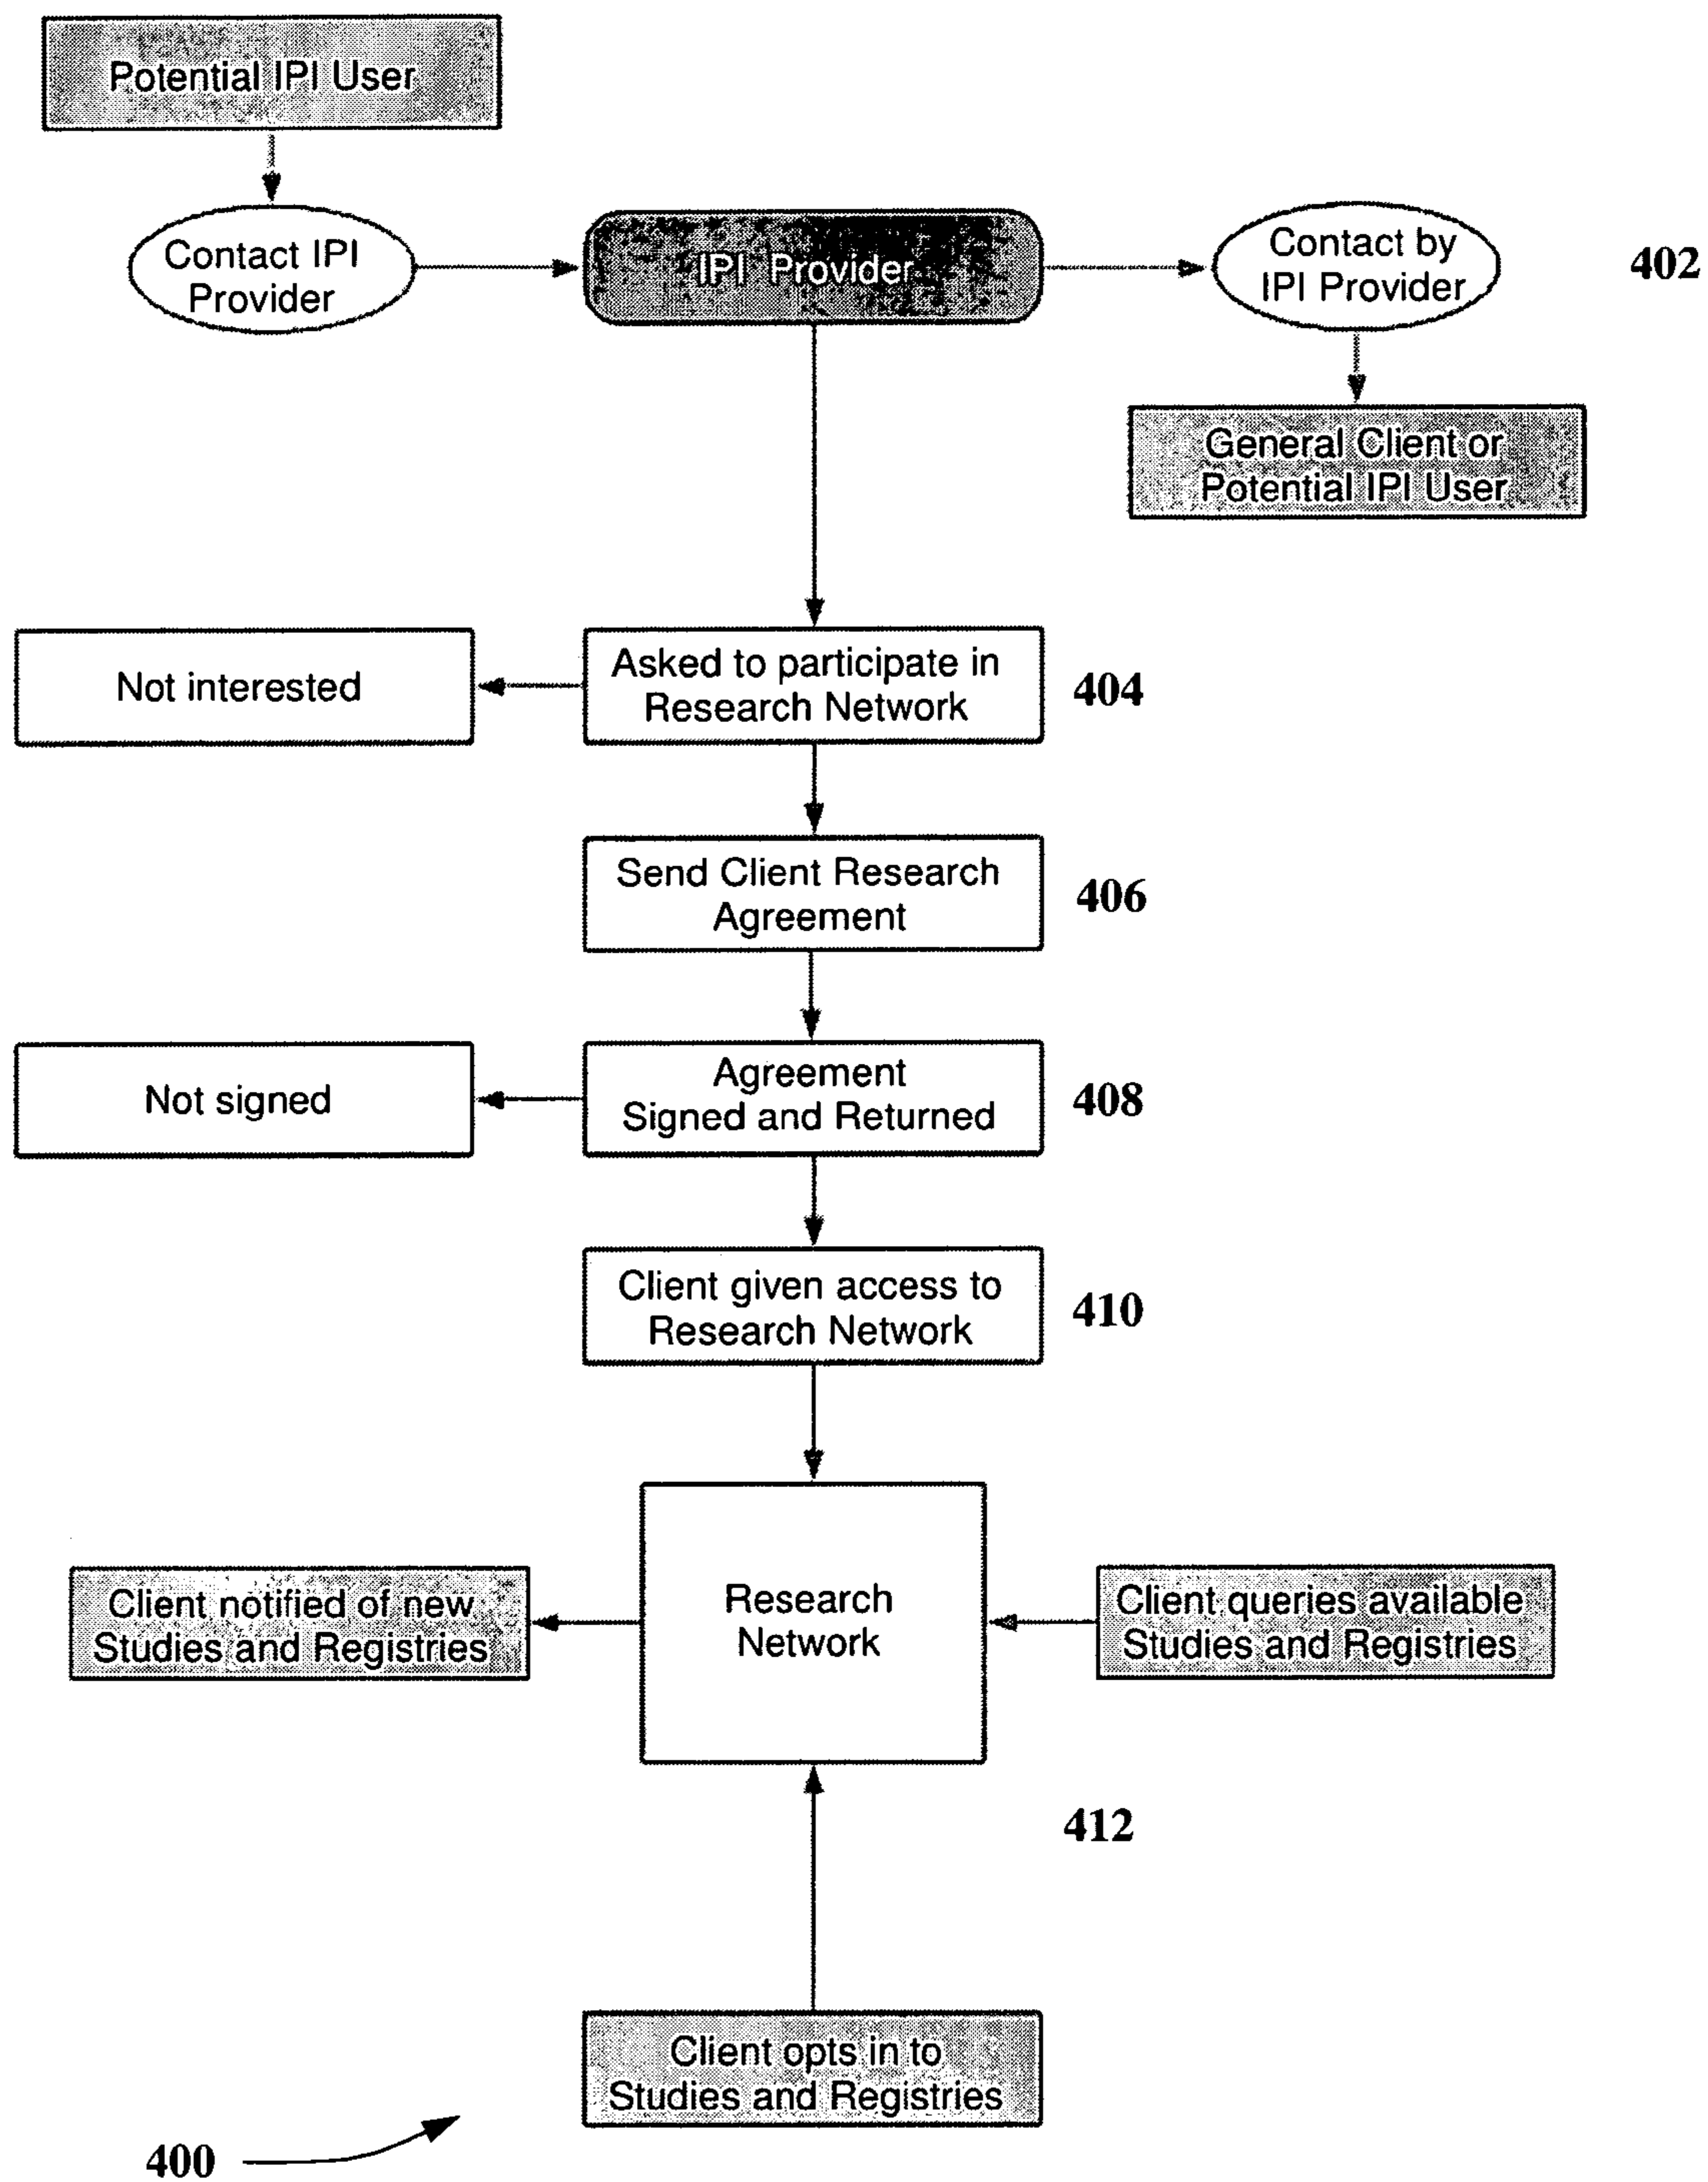 Potential IPI User
Contact IPI
Provider
IPI Provider
Contact by
IPI Provider
402
General Client or
Potential IPI User
Not interested
Asked to participate in
Research Network
404
Send Client Research
Agreement
406
Not signed
Agreement
Signed and Returned
408
Client given access to
Research Network
410
Client notified of new
Studies and Registries
Research
Network
Client queries available
Studies and Registries
412
Client opts in to
Studies and Registries
400